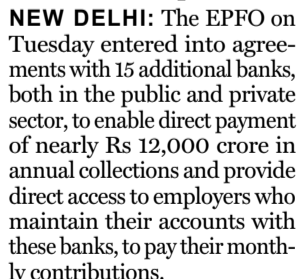 NEW DELHI: The EPFO on
Tuesday entered into agree-
ments with 15 additional banks,
both in the public and private
sector, to enable direct payment
of nearly Rs 12,000 crore in
annual collections and provide
direct access to employers who
maintain their accounts with
these banks, to pay their month-
ly contributions.